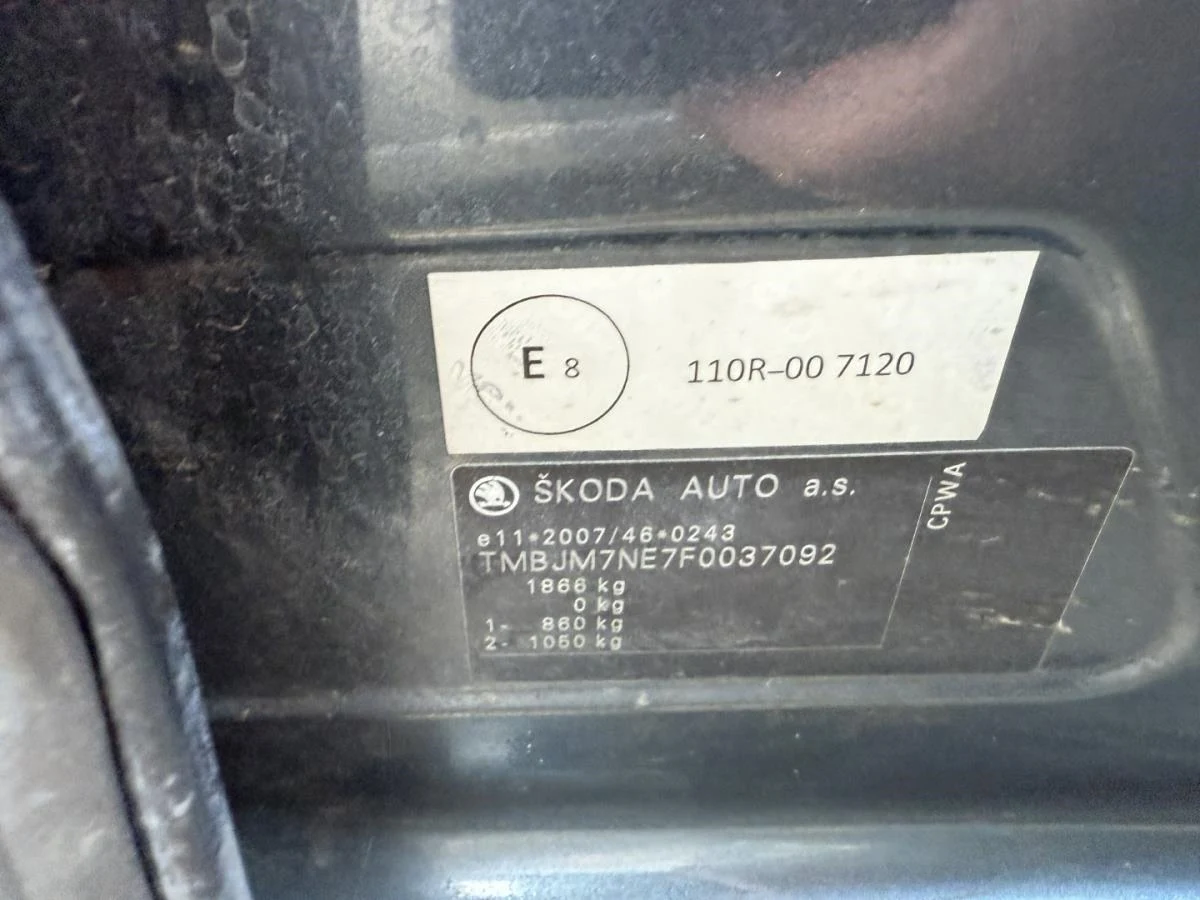 E 8
110R–00 7120
ŠKODA AUTO a.s.
e11*2007/46*0243
TMBJM7NE7F0037092
1866 kg
0 kg
1- 860 kg
2- 1050 kg
CPWA